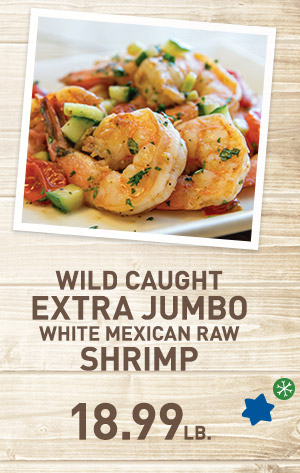 WILD CAUGHT
EXTRA JUMBO
WHITE MEXICAN RAW
SHRIMP
18.99LB.